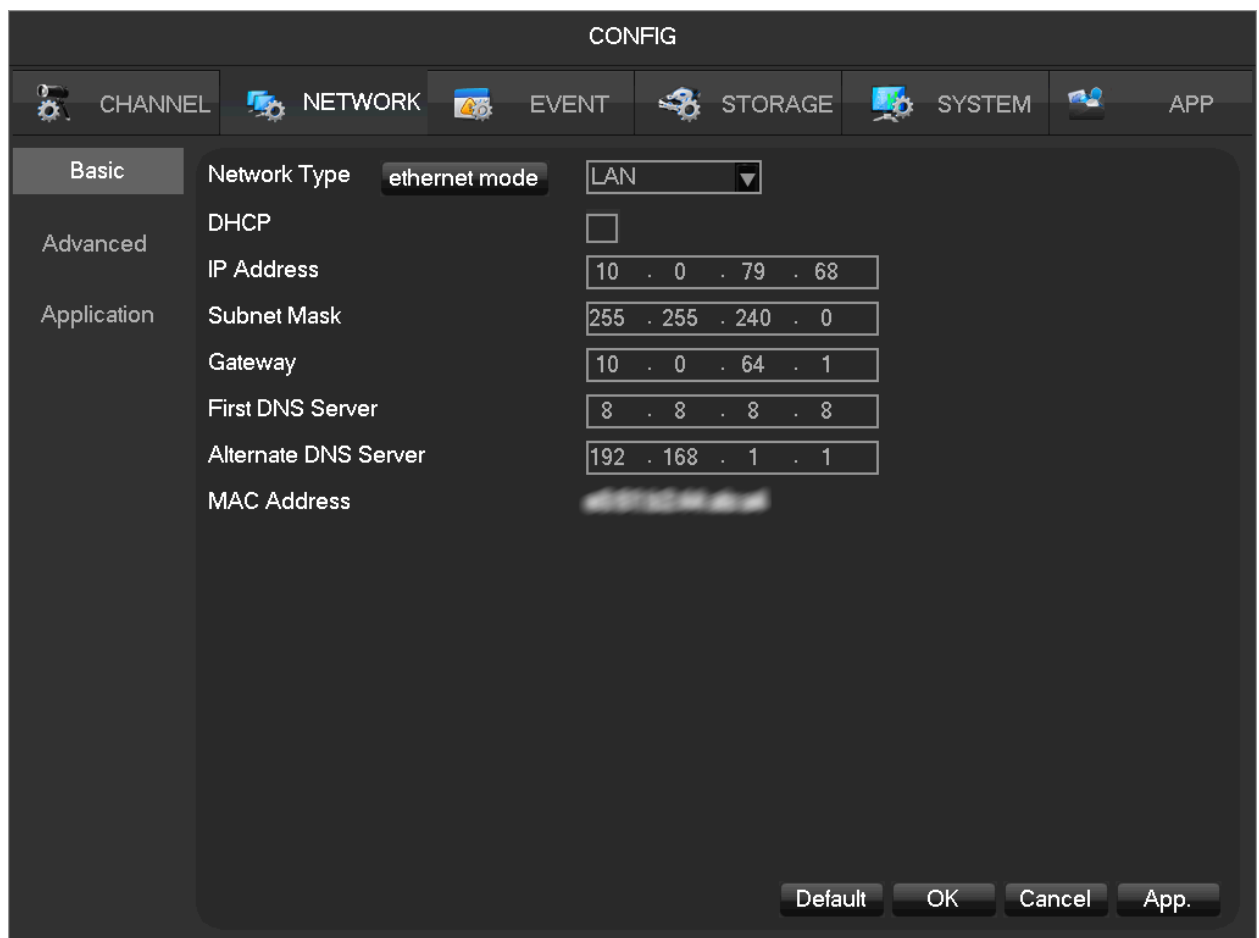 CONFIG
CHANNEL NETWORK EVENT STORAGE SYSTEM APP
Basic
Advanced
Application
Network Type ethernet mode LAN
DHCP
IP Address 10 . 0 . 79 . 68
Subnet Mask 255 . 255 . 240 . 0
Gateway 10 . 0 . 64 . 1
First DNS Server 8 . 8 . 8 . 8
Alternate DNS Server 192 . 168 . 1 . 1
MAC Address
Default OK Cancel App.